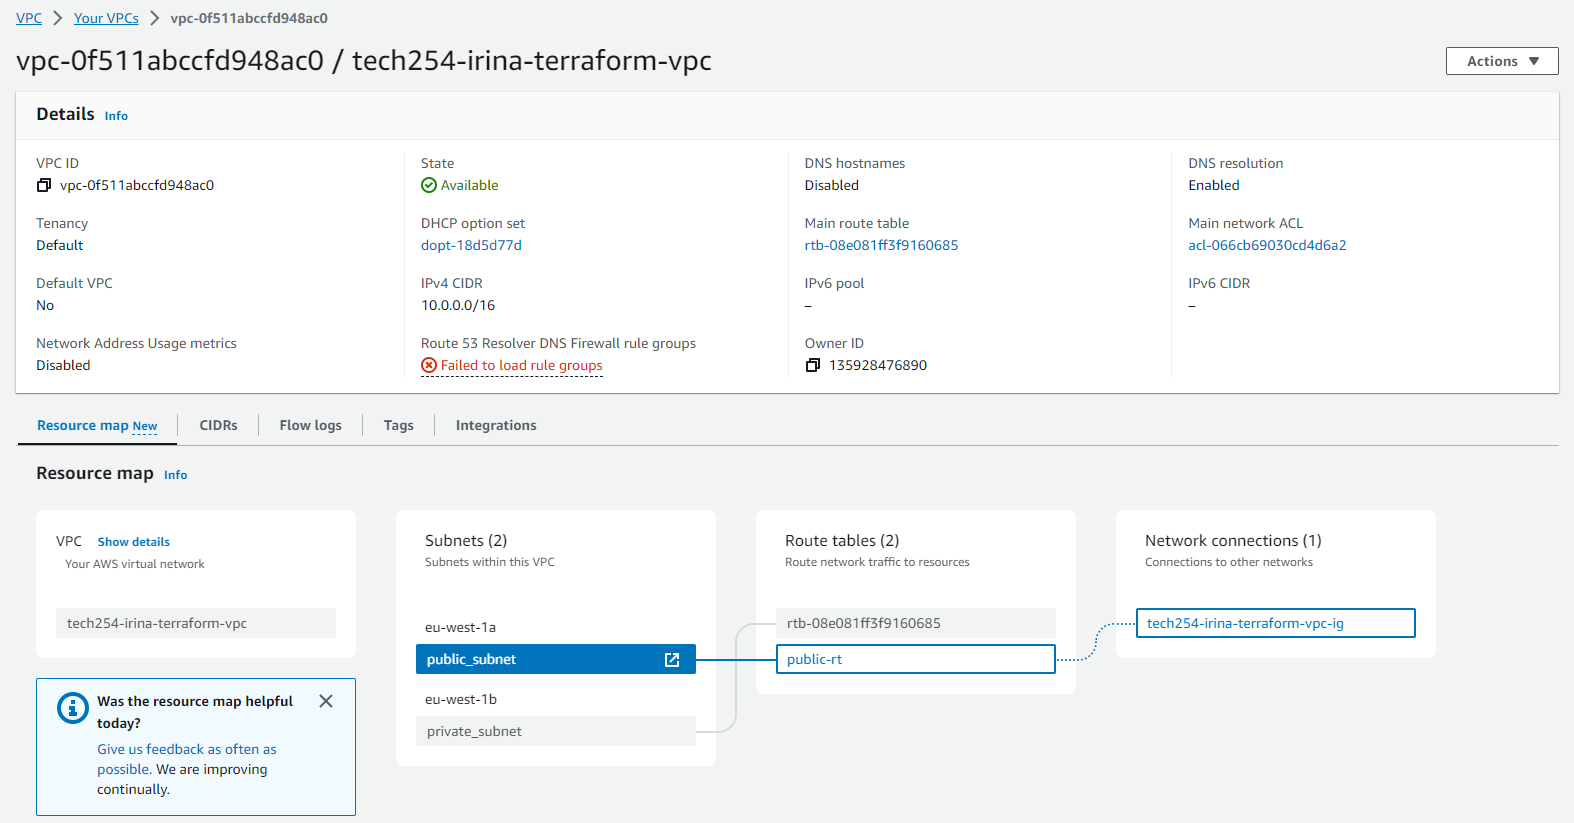 VPC > Your VPCs > vpc-0f511abccfd948ac0
vpc-0f511abccfd948ac0 / tech254-irina-terraform-vpc
Actions ▼
Details Info
VPC ID
vpc-0f511abccfd948ac0
State
Available
DNS hostnames
Disabled
DNS resolution
Enabled
Tenancy
Default
DHCP option set
dopt-18d5d77d
Main route table
rtb-08e081ff3f9160685
Main network ACL
acl-066cb69030cd4d6a2
Default VPC
No
IPv4 CIDR
10.0.0.0/16
IPv6 pool
–
IPv6 CIDR
–
Network Address Usage metrics
Disabled
Route 53 Resolver DNS Firewall rule groups
Failed to load rule groups
Owner ID
135928476890
Resource map New
CIDRs
Flow logs
Tags
Integrations
Resource map Info
VPC Show details
Your AWS virtual network
tech254-irina-terraform-vpc
Was the resource map helpful
today?
Give us feedback as often as
possible. We are improving
continually.
Subnets (2)
Subnets within this VPC
eu-west-1a
public_subnet
eu-west-1b
private_subnet
Route tables (2)
Route network traffic to resources
rtb-08e081ff3f9160685
public-rt
Network connections (1)
Connections to other networks
tech254-irina-terraform-vpc-ig